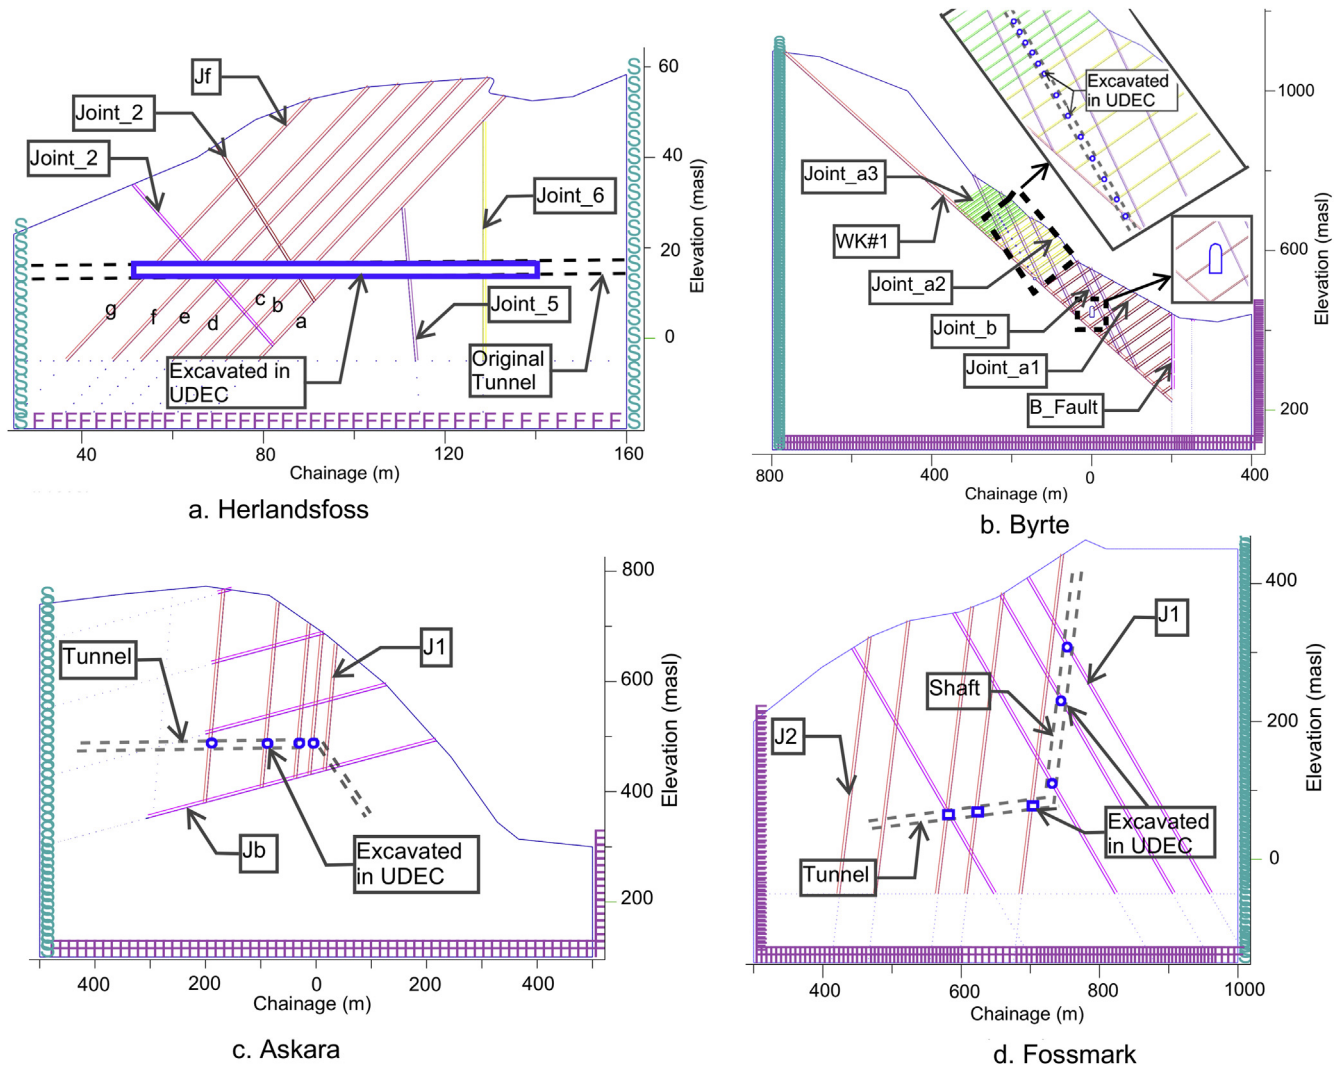 Jf
Joint_2
Joint_2
Joint_6
Joint_5
g
f
e
d
c
b
a
Excavated in
UDEC
Original
Tunnel
60
40
20
0
Elevation (masl)
FFFFFFFFFFFFFFFFFFFFFFFFFFFFFFFFFFFFF
40
80
120
160
Chainage (m)
a. Herlandsfoss
Excavated
in UDEC
Joint_a3
WK#1
Joint_a2
Joint_b
Joint_a1
B_Fault
1000
600
200
Elevation (masl)
800
400
0
400
Chainage (m)
b. Byrte
Tunnel
J1
Jb
Excavated
in UDEC
800
600
400
200
Elevation (masl)
400
200
0
200
400
Chainage (m)
c. Askara
J1
Shaft
J2
Tunnel
Excavated
in UDEC
400
200
0
Elevation (masl)
400
600
800
1000
Chainage (m)
d. Fossmark